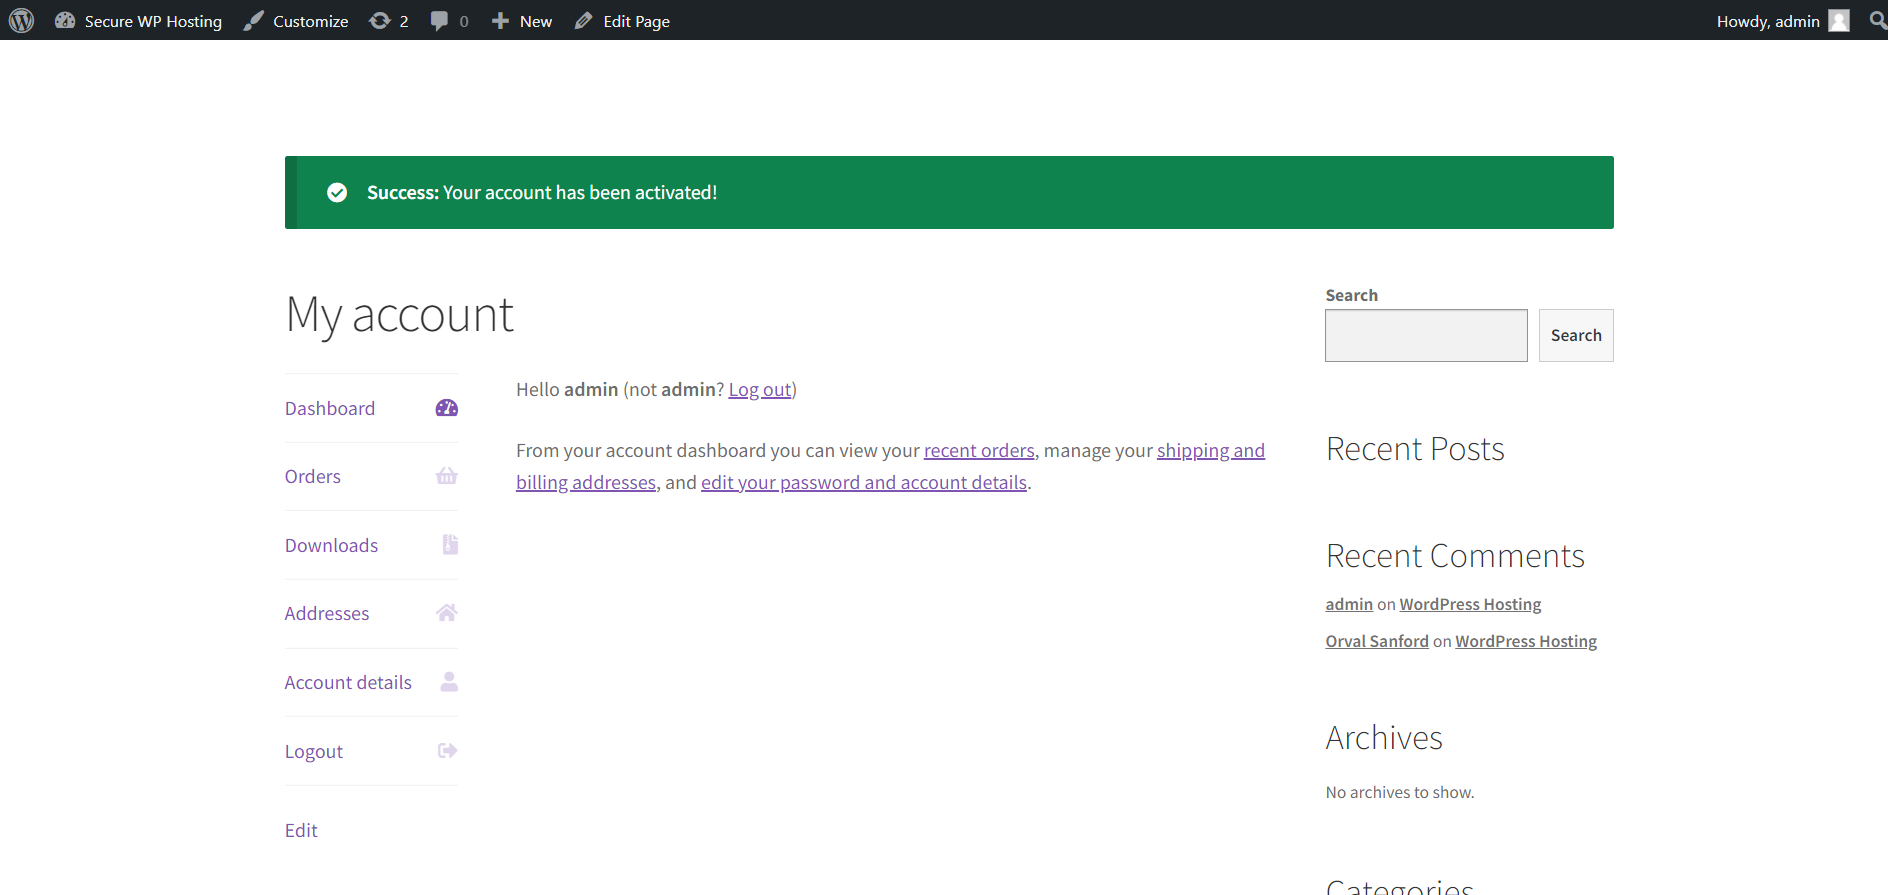 Secure WP Hosting Customize 2 0 New Edit Page Howdy, admin
Success: Your account has been activated!
My account
Dashboard
Orders
Downloads
Addresses
Account details
Logout
Edit
Hello admin (not admin? Log out)
From your account dashboard you can view your recent orders, manage your shipping and
billing addresses, and edit your password and account details.
Search
Search
Recent Posts
Recent Comments
admin on WordPress Hosting
Orval Sanford on WordPress Hosting
Archives
No archives to show.
Categories